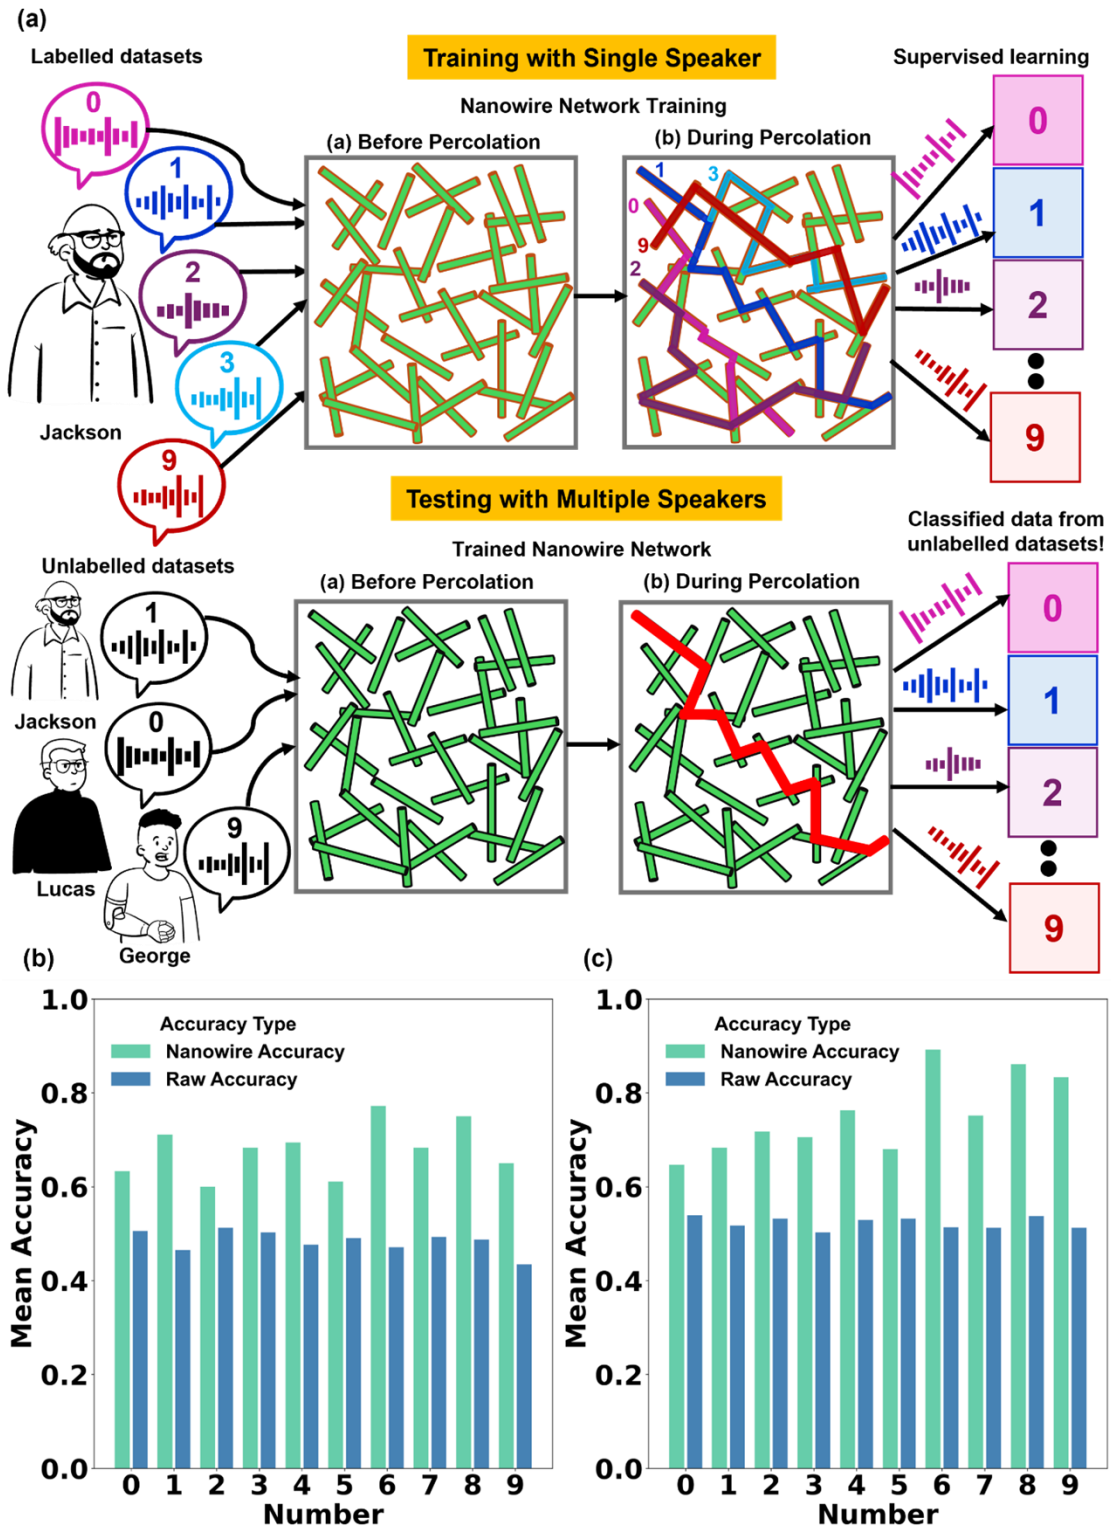 (a)
Labelled datasets
Training with Single Speaker
Supervised learning
Nanowire Network Training
(a) Before Percolation
(b) During Percolation
0
1
2
3
9
Jackson
1
3
0
9
2
0
1
2
9
Testing with Multiple Speakers
Classified data from
unlabelled datasets!
Unlabelled datasets
Trained Nanowire Network
(a) Before Percolation
(b) During Percolation
1
Jackson
0
Lucas
9
George
0
1
2
9
(b)
1.0
0.8
0.6
0.4
0.2
0.0
Mean Accuracy
Accuracy Type
Nanowire Accuracy
Raw Accuracy
0 1 2 3 4 5 6 7 8 9
Number
(c)
1.0
0.8
0.6
0.4
0.2
0.0
Mean Accuracy
Accuracy Type
Nanowire Accuracy
Raw Accuracy
0 1 2 3 4 5 6 7 8 9
Number